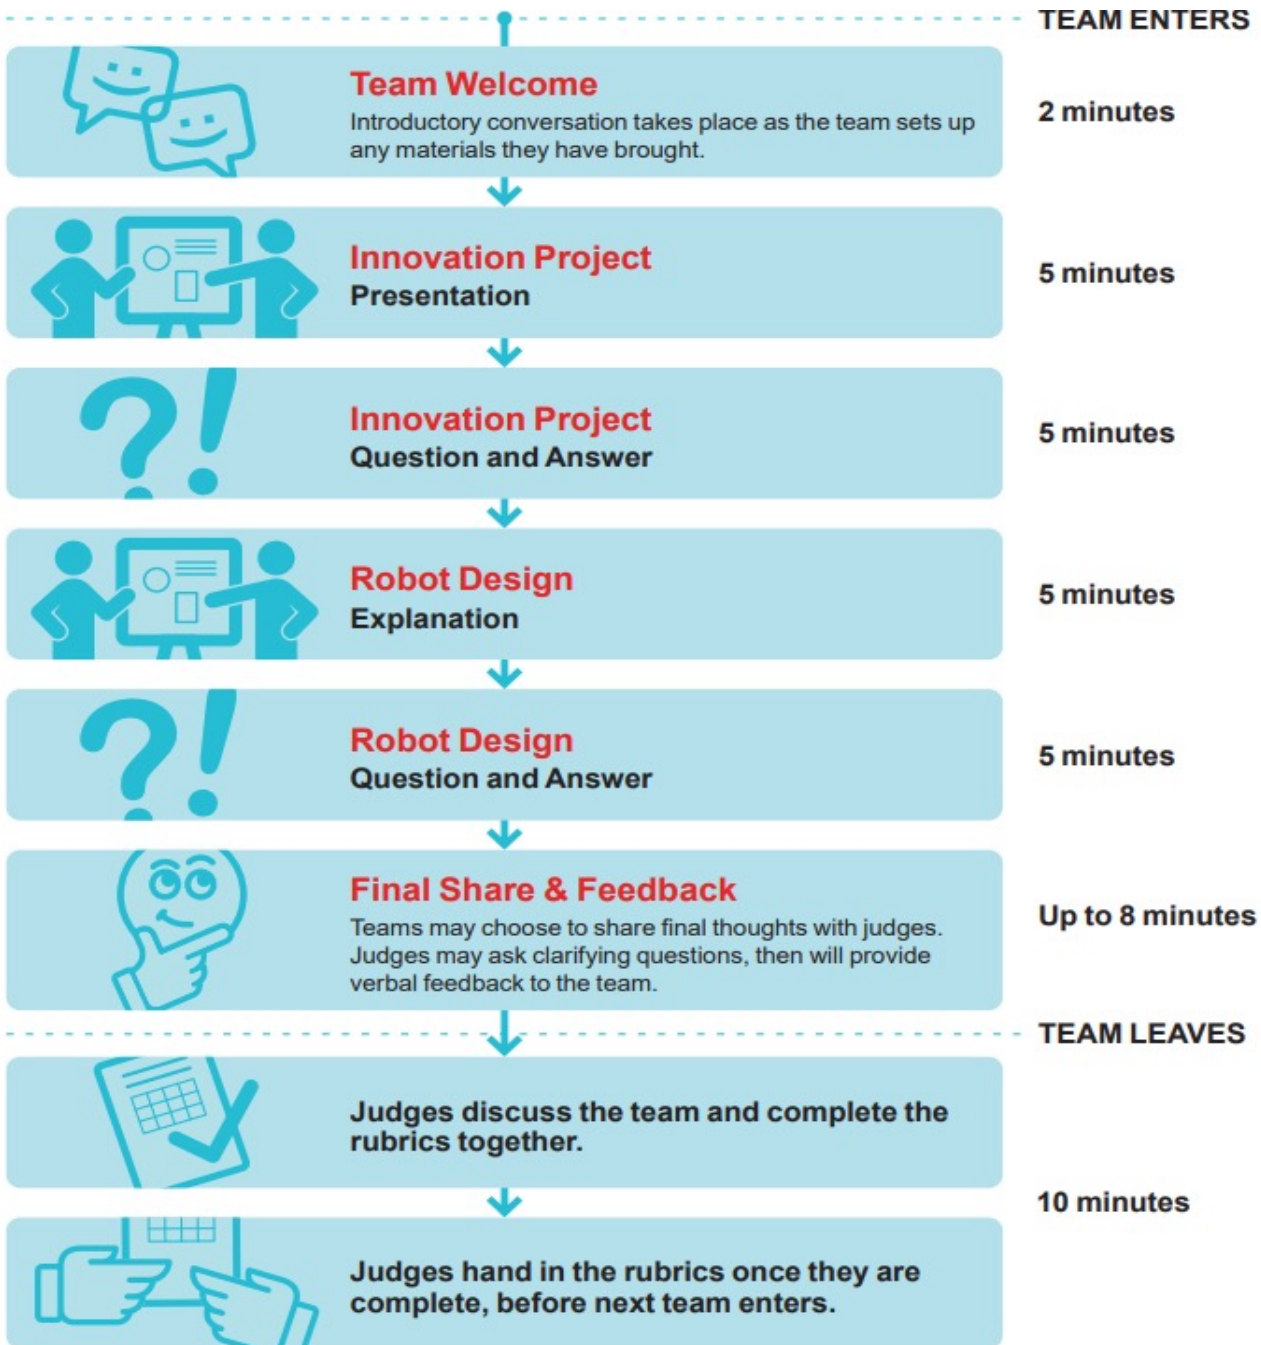 TEAM ENTERS
Team Welcome
Introductory conversation takes place as the team sets up
any materials they have brought.
2 minutes
Innovation Project
Presentation
5 minutes
Innovation Project
Question and Answer
5 minutes
Robot Design
Explanation
5 minutes
Robot Design
Question and Answer
5 minutes
Final Share & Feedback
Teams may choose to share final thoughts with judges.
Judges may ask clarifying questions, then will provide
verbal feedback to the team.
Up to 8 minutes
TEAM LEAVES
Judges discuss the team and complete the
rubrics together.
10 minutes
Judges hand in the rubrics once they are
complete, before next team enters.